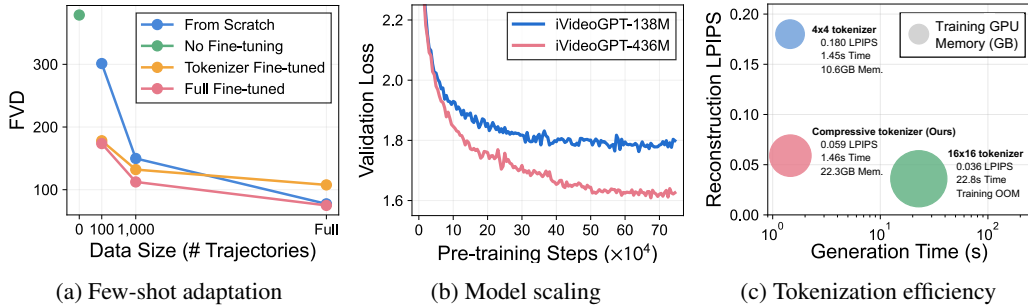 FVD
300
200
100
0 100 1,000 Full
Data Size (# Trajectories)
From Scratch
No Fine-tuning
Tokenizer Fine-tuned
Full Fine-tuned
(a) Few-shot adaptation
Validation Loss
2.2
2.0
1.8
1.6
0 10 20 30 40 50 60 70
Pre-training Steps (×10⁴)
iVideoGPT-138M
iVideoGPT-436M
(b) Model scaling
Reconstruction LPIPS
0.20
0.15
0.10
0.05
0.00
10⁰ 10¹ 10²
Generation Time (s)
4x4 tokenizer
0.180 LPIPS
1.45s Time
10.6GB Mem.
Training GPU
Memory (GB)
Compressive tokenizer (Ours)
0.059 LPIPS
1.46s Time
22.3GB Mem.
16x16 tokenizer
0.036 LPIPS
22.8s Time
Training OOM
(c) Tokenization efficiency